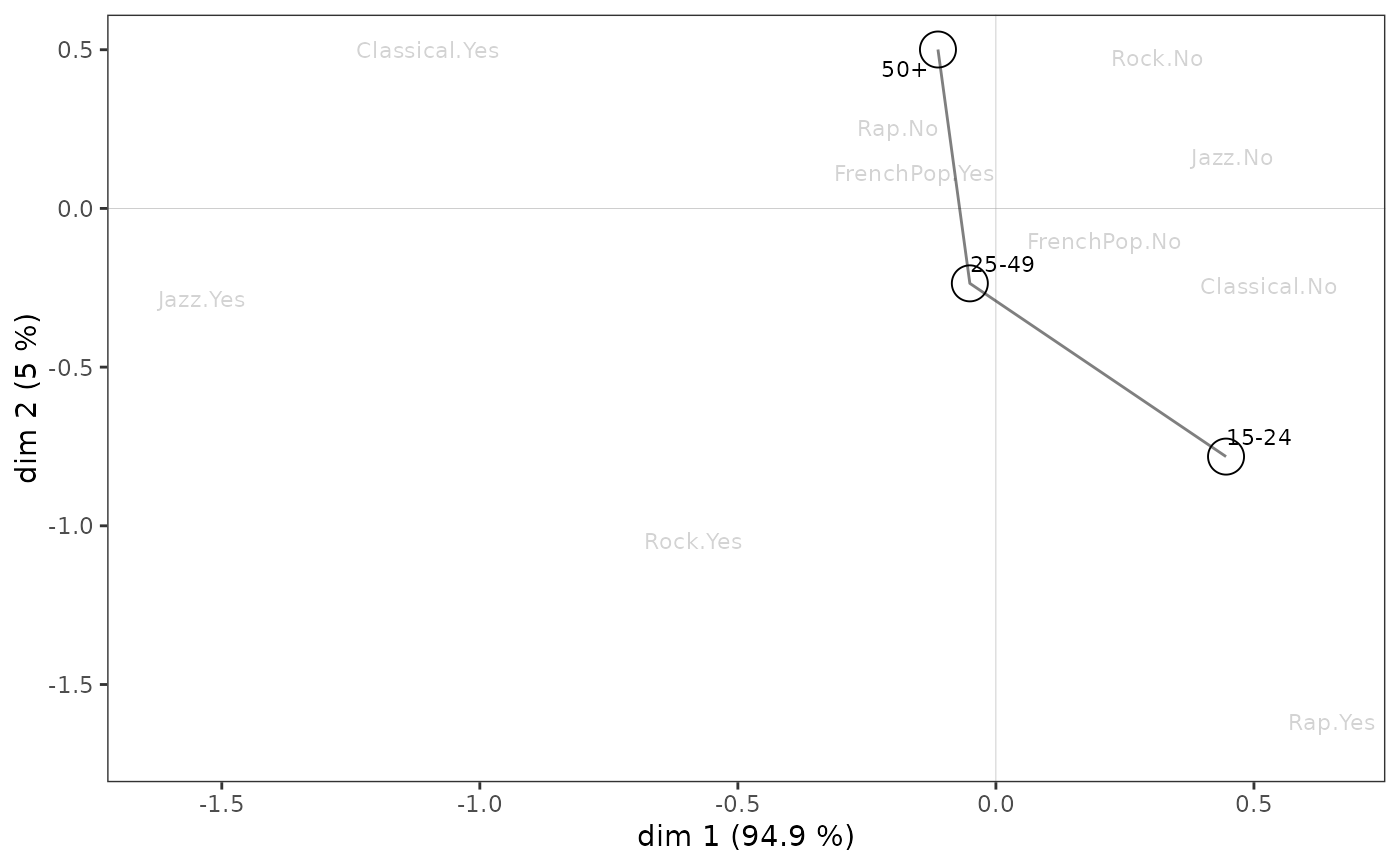 0.5
Classical.Yes
50+
Rock.No
Rap.No
Jazz.No
FrenchPop.Yes
0.0
FrenchPop.No
25-49
Classical.No
Jazz.Yes
-0.5
15-24
-1.0
Rock.Yes
-1.5
Rap.Yes
-1.5 -1.0 -0.5 0.0 0.5
dim 1 (94.9 %)
dim 2 (5 %)